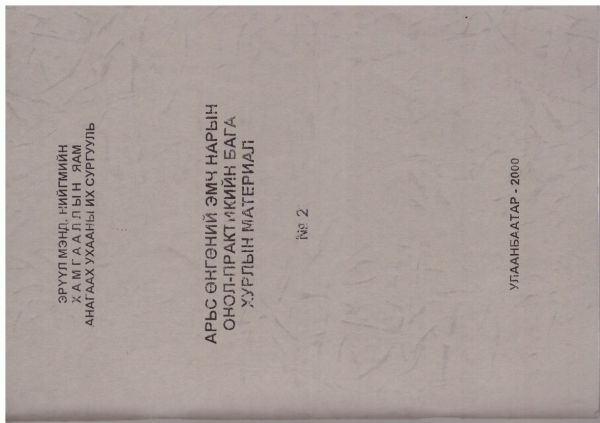 ЭРҮҮЛ МЭНД, НИЙГМИЙН
ХАМГААЛЛЫН ЯАМ
АНАГААХ УХААНЫ ИХ СУРГУУЛЬ
АРЬС ӨНГӨНИЙ ЭМЧ НАРЫН
ОНОЛ-ПРАКТИКИЙН БАГА
ХУРЛЫН МАТЕРИАЛ
№ 2
УЛААНБААТАР - 2000